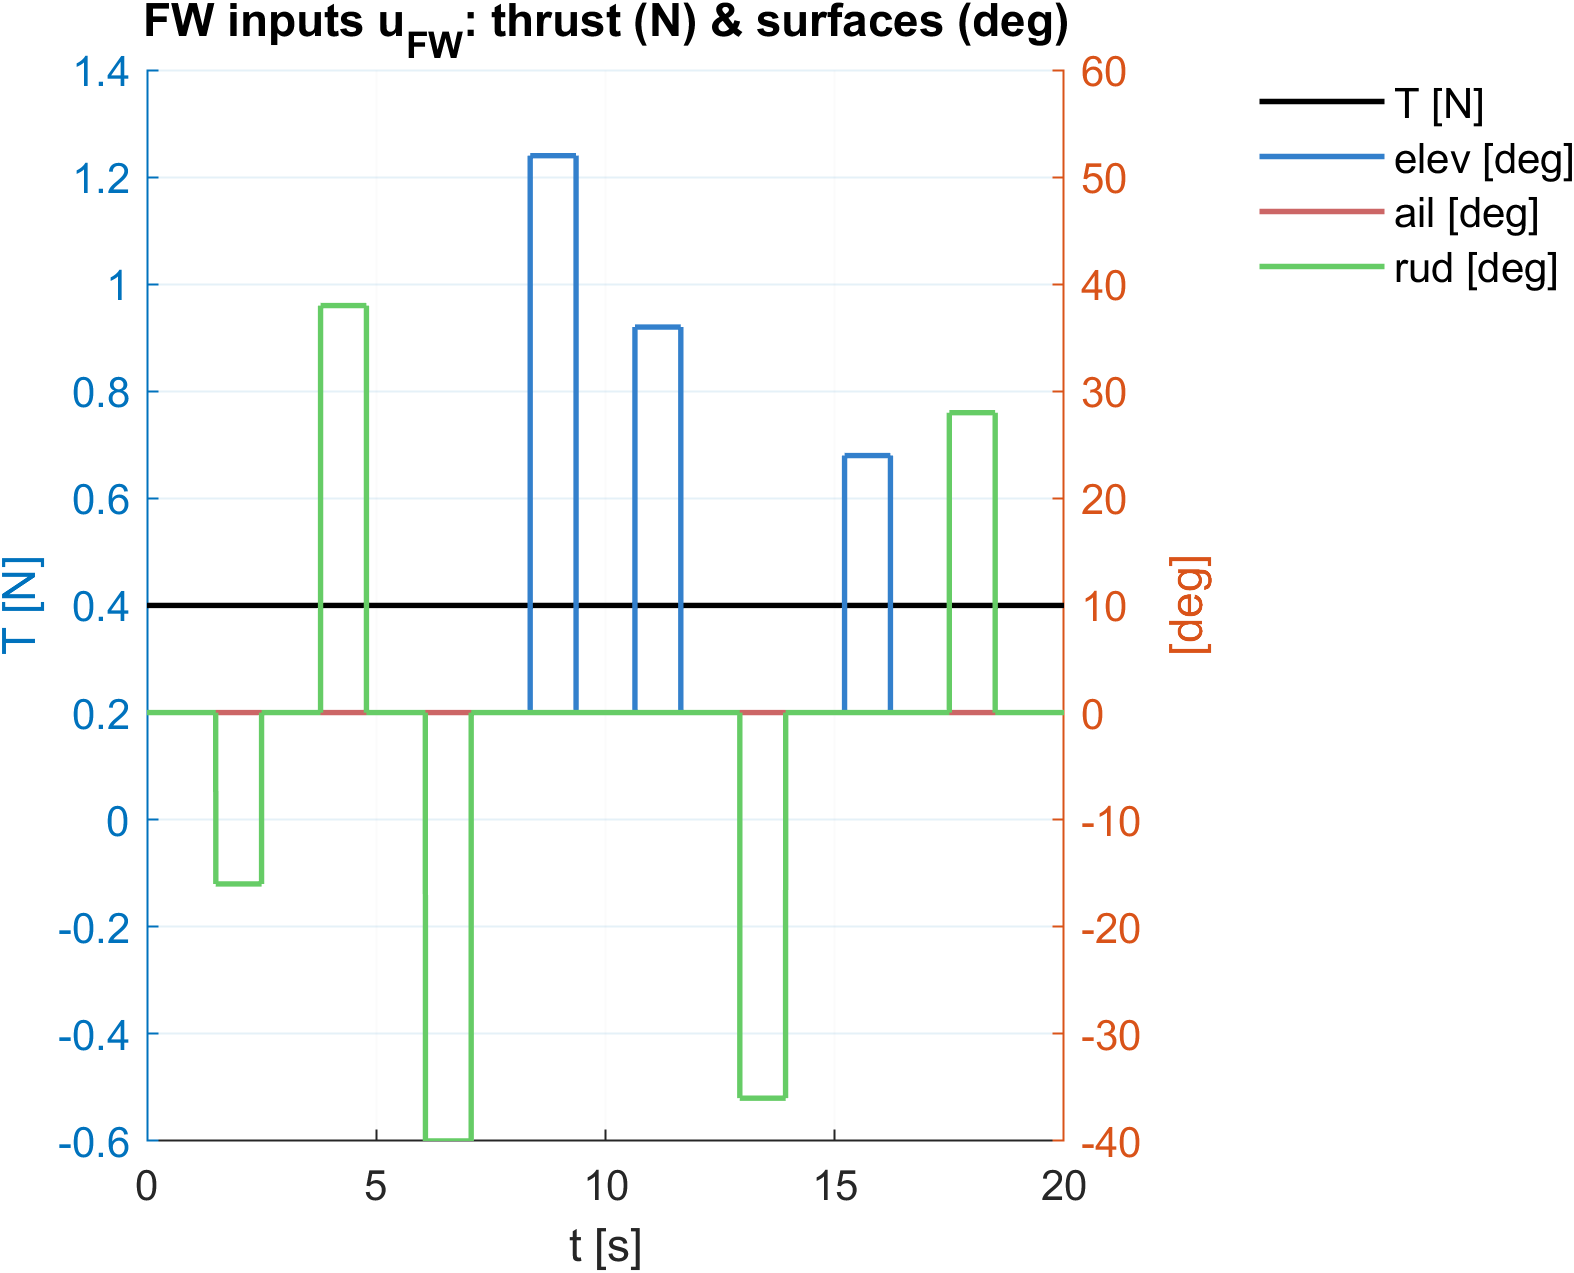 FW inputs u_FW: thrust (N) & surfaces (deg)
1.4
1.2
1
0.8
0.6
0.4
0.2
0
-0.2
-0.4
-0.6
T [N]
60
50
40
30
20
10
0
-10
-20
-30
-40
[deg]
0 5 10 15 20
t [s]
T [N]
elev [deg]
ail [deg]
rud [deg]